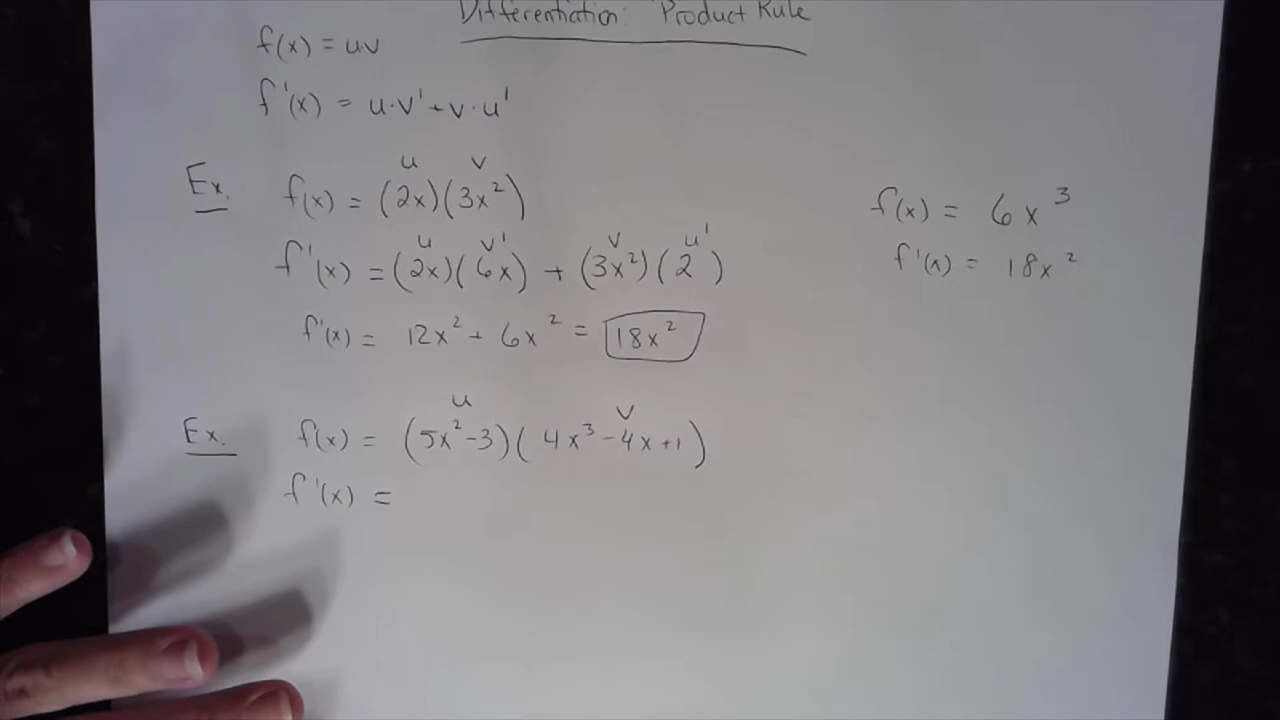 Differentiation: Product Rule
f(x) = u·v
f'(x) = u·v' + v·u'
u v
Ex. f(x) = (2x)(3x²)
f(x) = 6x³
u v' v u'
f'(x) = (2x)(6x) + (3x²)(2)
f'(x) = 18x²
f'(x) = 12x² + 6x² = 18x²
u v
Ex. f(x) = (5x²-3)(4x³-4x+1)
f'(x) =